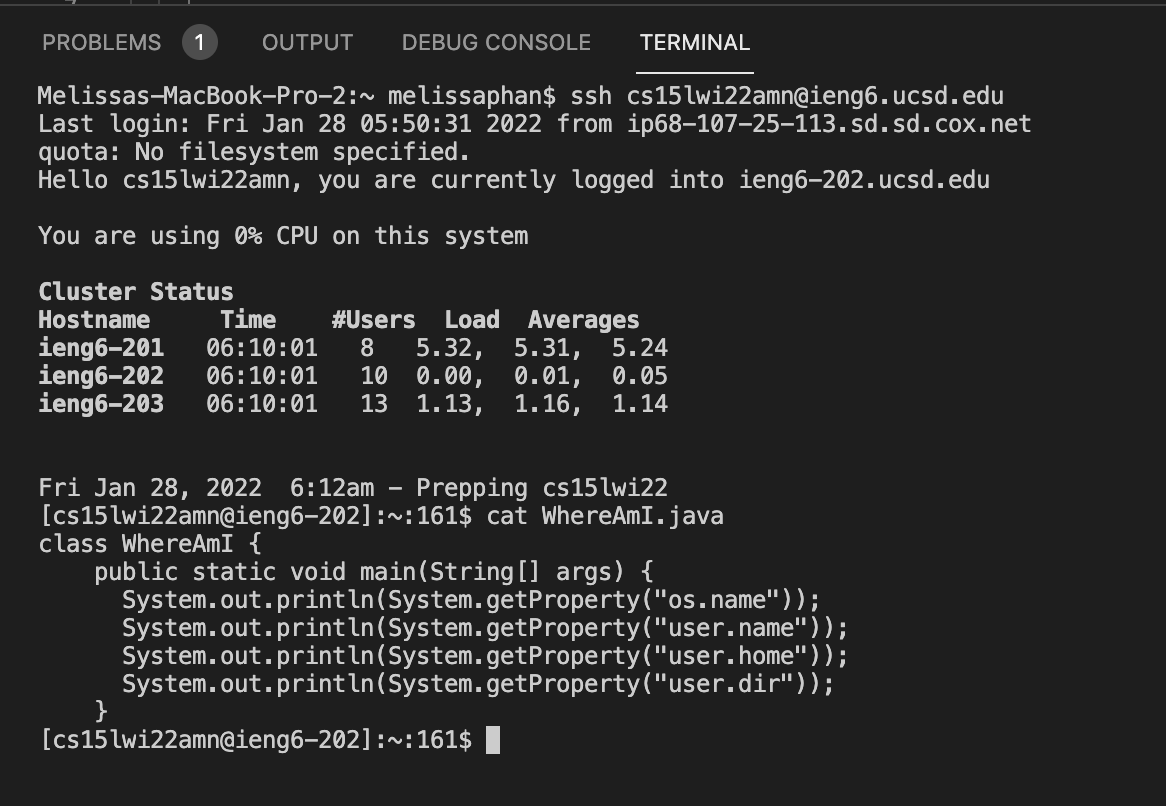 PROBLEMS 1 OUTPUT DEBUG CONSOLE TERMINAL
Melissas-MacBook-Pro-2:~ melissaphan$ ssh cs15lwi22amn@ieng6.ucsd.edu
Last login: Fri Jan 28 05:50:31 2022 from ip68-107-25-113.sd.sd.cox.net
quota: No filesystem specified.
Hello cs15lwi22amn, you are currently logged into ieng6-202.ucsd.edu
You are using 0% CPU on this system
Cluster Status
Hostname     Time    #Users  Load  Averages
ieng6-201   06:10:01   8   5.32,  5.31,  5.24
ieng6-202   06:10:01   10  0.00,  0.01,  0.05
ieng6-203   06:10:01   13  1.13,  1.16,  1.14
Fri Jan 28, 2022  6:12am - Prepping cs15lwi22
[cs15lwi22amn@ieng6-202]:~:161$ cat WhereAmI.java
class WhereAmI {
    public static void main(String[] args) {
      System.out.println(System.getProperty("os.name"));
      System.out.println(System.getProperty("user.name"));
      System.out.println(System.getProperty("user.home"));
      System.out.println(System.getProperty("user.dir"));
    }
[cs15lwi22amn@ieng6-202]:~:161$